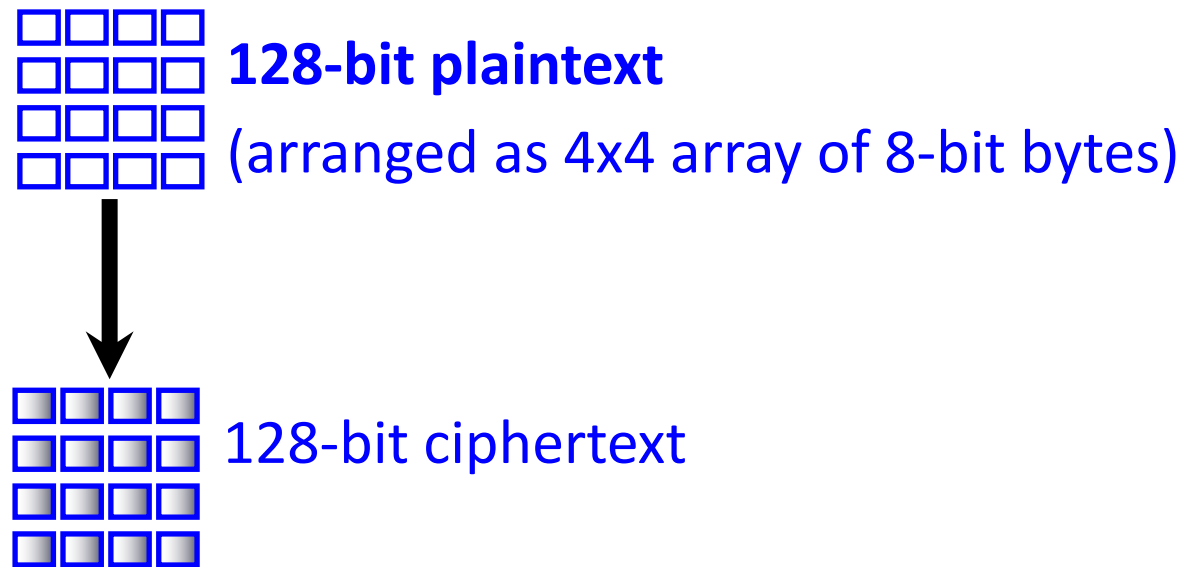 128-bit plaintext
(arranged as 4x4 array of 8-bit bytes)
128-bit ciphertext